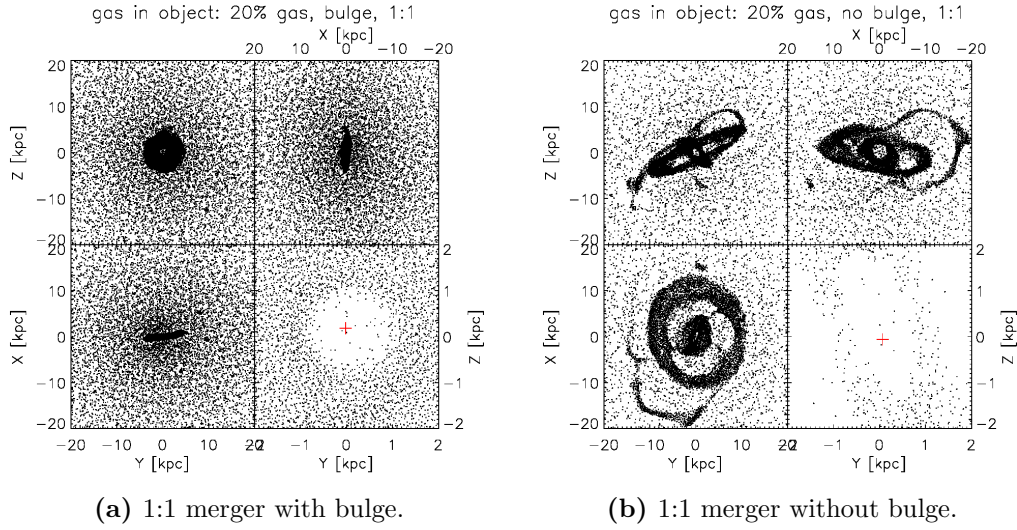 gas in object: 20% gas, bulge, 1:1
X [kpc]
20 10 0 -10 -20
20
10
0
-10
-20
Z [kpc]
20
10
0
-10
-20
X [kpc]
2
1
0
-1
-2
Z [kpc]
-20 -10 0 10 20
-2 -1 0 1 2
Y [kpc]
Y [kpc]
(a) 1:1 merger with bulge.
gas in object: 20% gas, no bulge, 1:1
X [kpc]
20 10 0 -10 -20
20
10
0
-10
-20
Z [kpc]
20
10
0
-10
-20
X [kpc]
2
1
0
-1
-2
Z [kpc]
-20 -10 0 10 20
-2 -1 0 1 2
Y [kpc]
Y [kpc]
(b) 1:1 merger without bulge.